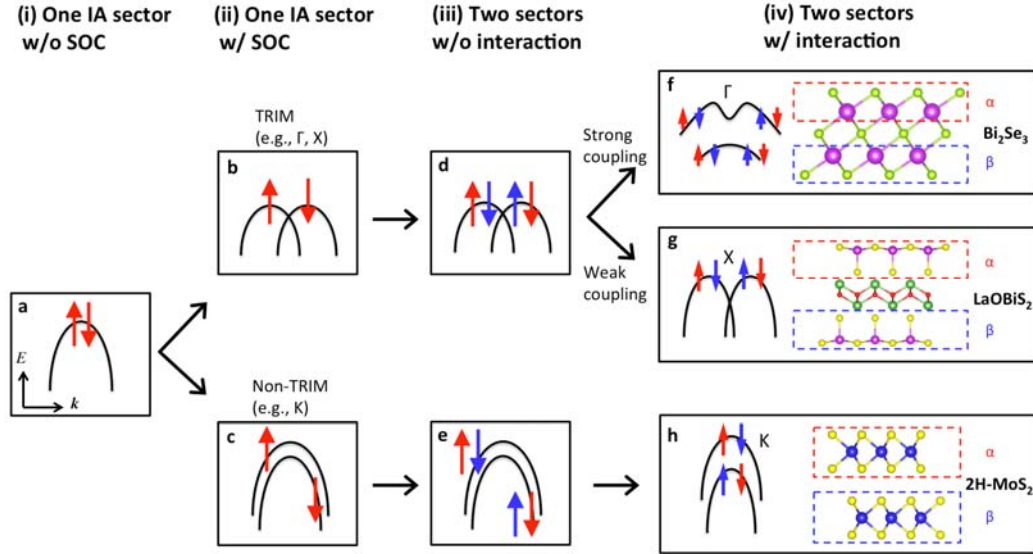 (i) One IA sector
w/o SOC
(ii) One IA sector
w/ SOC
(iii) Two sectors
w/o interaction
(iv) Two sectors
w/ interaction
a
E
k
TRIM
(e.g., Γ, X)
b
Non-TRIM
(e.g., K)
c
d
e
Strong
coupling
Weak
coupling
f
Γ
α
Bi₂Se₃
β
g
X
α
LaOBiS₂
β
h
K
α
2H-MoS₂
β